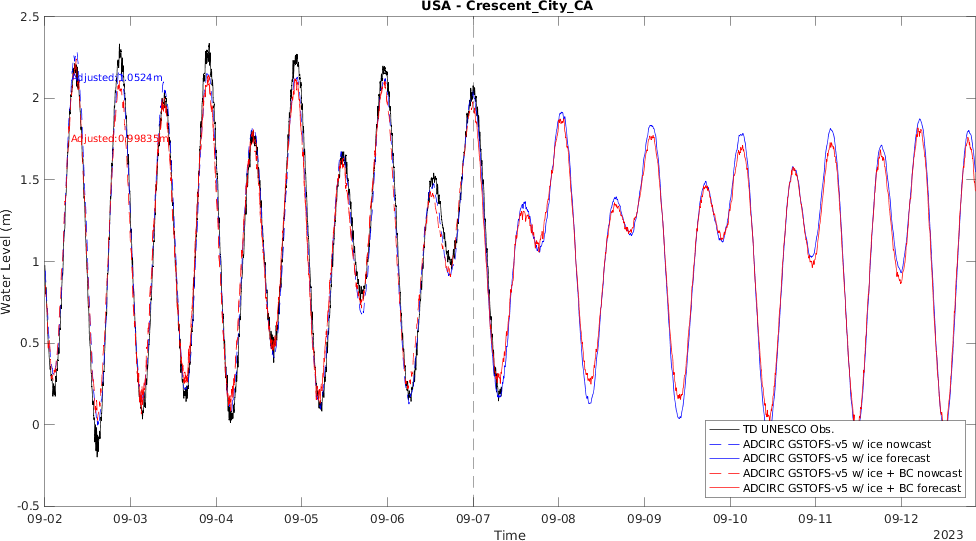 USA - Crescent_City_CA
2.5
2
1.5
1
0.5
0
-0.5
Water Level (m)
Adjusted:1.0524m
Adjusted:0.99835m
TD UNESCO Obs.
ADCIRC GSTOFS-v5 w/ ice nowcast
ADCIRC GSTOFS-v5 w/ ice forecast
ADCIRC GSTOFS-v5 w/ ice + BC nowcast
ADCIRC GSTOFS-v5 w/ ice + BC forecast
09-02 09-03 09-04 09-05 09-06 09-07 09-08 09-09 09-10 09-11 09-12
Time
2023